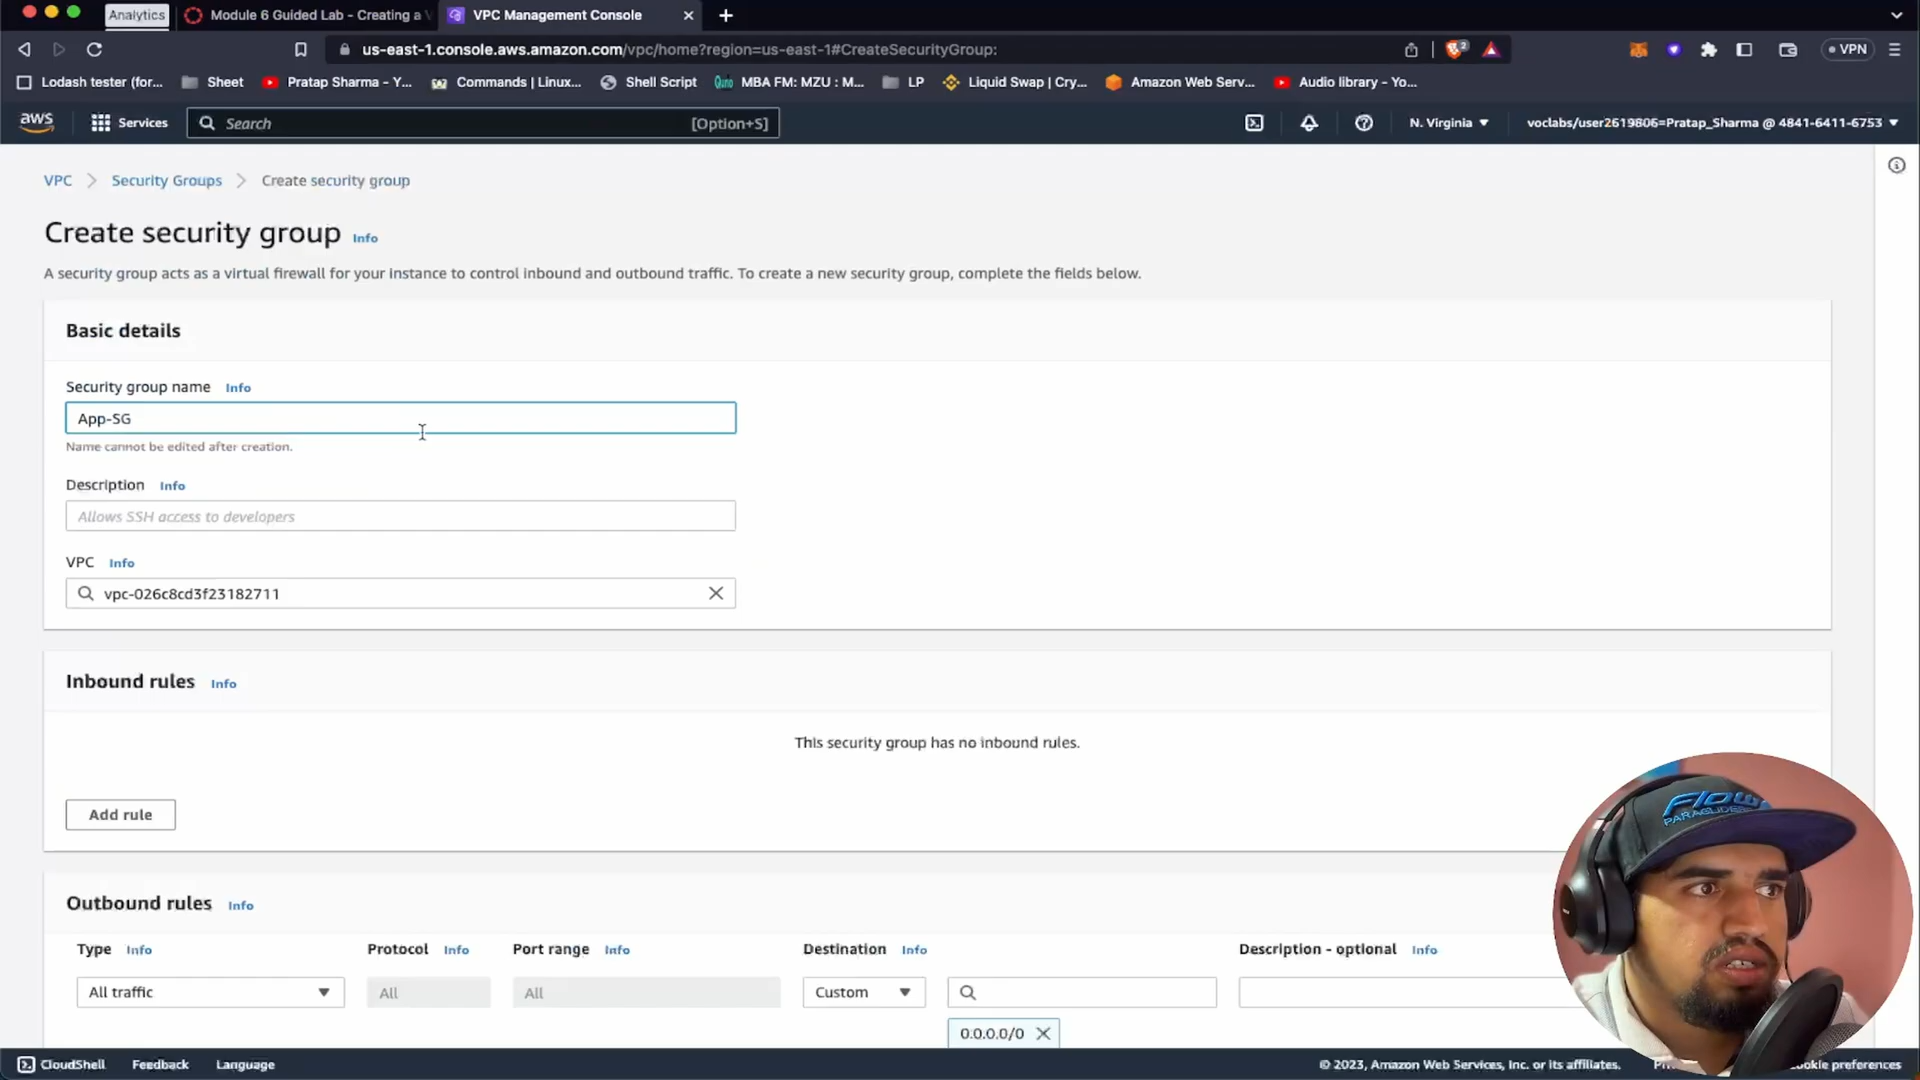 Analytics
Module 6 Guided Lab - Creating a V
VPC Management Console
us-east-1.console.aws.amazon.com/vpc/home?region=us-east-1#CreateSecurityGroup:
2
VPN
Lodash tester (for...
Sheet
Pratap Sharma - Y...
Commands | Linux...
Shell Script
MBA FM: MZU : M...
LP
Liquid Swap | Cry...
Amazon Web Serv...
Audio library - Yo...
aws
Services
Search
[Option+S]
N. Virginia
voclabs/user2619806=Pratap_Sharma @ 4841-6411-6753
VPC
Security Groups
Create security group
Create security group Info
A security group acts as a virtual firewall for your instance to control inbound and outbound traffic. To create a new security group, complete the fields below.
Basic details
Security group name Info
App-SG
Name cannot be edited after creation.
Description Info
Allows SSH access to developers
VPC Info
vpc-026c8cd3f23182711
Inbound rules Info
This security group has no inbound rules.
Add rule
Outbound rules Info
Type Info
Protocol Info
Port range Info
Destination Info
Description - optional Info
All traffic
All
All
Custom
0.0.0.0/0
FLOW
PARAGLIDERS
CloudShell
Feedback
Language
© 2023, Amazon Web Services, Inc. or its affiliates.
ookie preferences